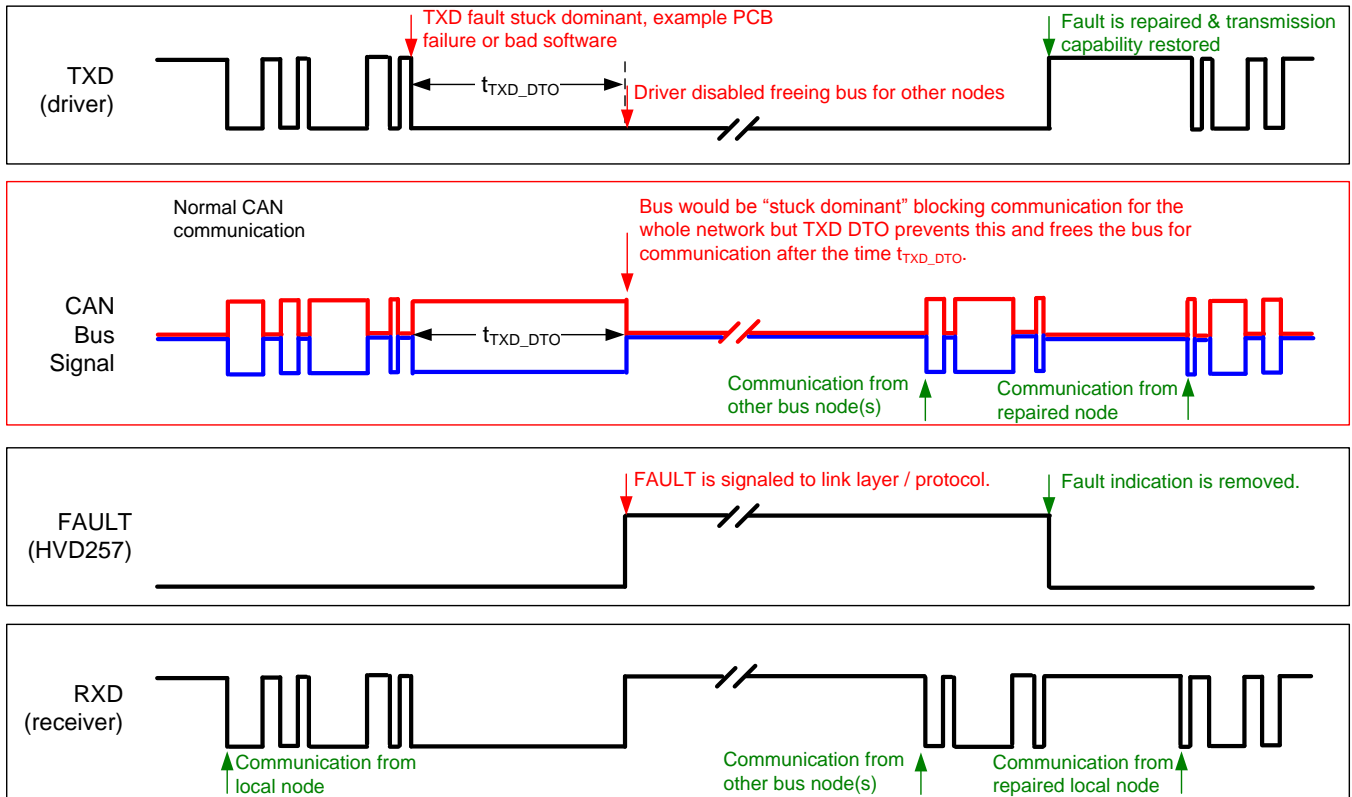 TXD fault stuck dominant, example PCB
failure or bad software
Fault is repaired & transmission
capability restored
TXD
(driver)
tTXD_DTO
Driver disabled freeing bus for other nodes
Normal CAN
communication
Bus would be “stuck dominant” blocking communication for the
whole network but TXD DTO prevents this and frees the bus for
communication after the time tTXD_DTO.
CAN
Bus
Signal
tTXD_DTO
Communication from
other bus node(s)
Communication from
repaired node
FAULT is signaled to link layer / protocol.
Fault indication is removed.
FAULT
(HVD257)
RXD
(receiver)
Communication from
local node
Communication from
other bus node(s)
Communication from
repaired local node